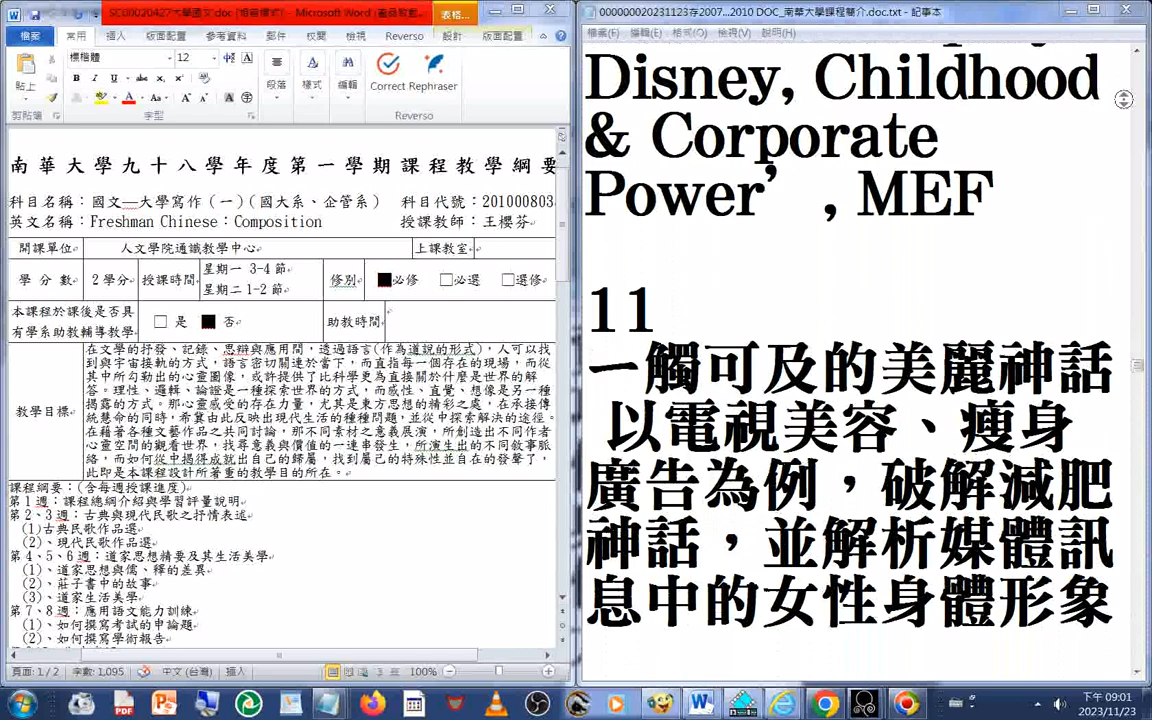 SC09020427大學國文.doc [相容模式] - Microsoft Word (產品啟動...
表格...
檔案 常用 插入 版面配置 參考資料 郵件 校閱 檢視 Reverso 設計 版面配置
標楷體 12
貼上 段落 樣式 編輯 Correct Rephraser
剪貼簿 字型 Reverso
南華大學九十八學年度第一學期課程教學綱要
科目名稱：國文—大學寫作(一)(國大系、企管系) 科目代號：201000803
英文名稱：Freshman Chinese：Composition 授課教師：王櫻芬
開課單位 人文學院通識教學中心 上課教室
學分數 2學分 授課時間 星期一 3-4節 星期二1-2節 修別 ■必修 □必選 □選修
本課程於課後是否具有學系助教輔導教學 □ 是 ■ 否 助教時間
教學目標
在文學的抒發、記錄、思辯與應用間，透過語言(作為道說的形式)，人可以找
到與宇宙接軌的方式，語言密切關連於當下，而直指每一個存在的現場，而從
其中所勾勒出的心靈圖像，或許提供了比科學更為直接關於什麼是世界的解
答。理性、邏輯、論證是一種探索世界的方式，而感性、直覺、想像是另一種
揭露的方式。那心靈感受的存在力量，尤其是東方思想的精彩之處，在承接傳
統慧命的同時，希冀由此反映出現代生活的種種問題，並從中探索解決的途徑。
在藉著各種文藝作品之共同討論，那不同素材之意義展演，所創造出不同作者
心靈空間的觀看世界，找尋意義與價值的一連串發生，所演生出的不同敘事脈
絡，而如何從中揭得成就出自己的歸屬，找到屬己的特殊性並自在的發聲了，
此即是本課程設計所著重的教學目的所在。
課程綱要：(含每週授課進度)
第1週：課程總綱介紹與學習評量說明
第2、3週：古典與現代民歌之抒情表述
(1)古典民歌作品選
(2)、現代民歌作品選
第4、5、6週：道家思想精要及其生活美學
(1)、道家思想與儒、釋的差異
(2)、莊子書中的故事
(3)、道家生活美學
第7、8週：應用語文能力訓練
(1)、如何撰寫考試的申論題
(2)、如何撰寫學術報告
頁面：1/2 字數：1,095 中文(台灣) 插入 100%
000000020231123存2007...2010 DOC_南華大學課程簡介.doc.txt - 記事本
檔案(F) 編輯(E) 格式(O) 檢視(V) 說明(H)
Disney, Childhood
& Corporate
Power’, MEF
11
一觸可及的美麗神話
以電視美容、瘦身
廣告為例，破解減肥
神話，並解析媒體訊
息中的女性身體形象
下午 09:01
2023/11/23